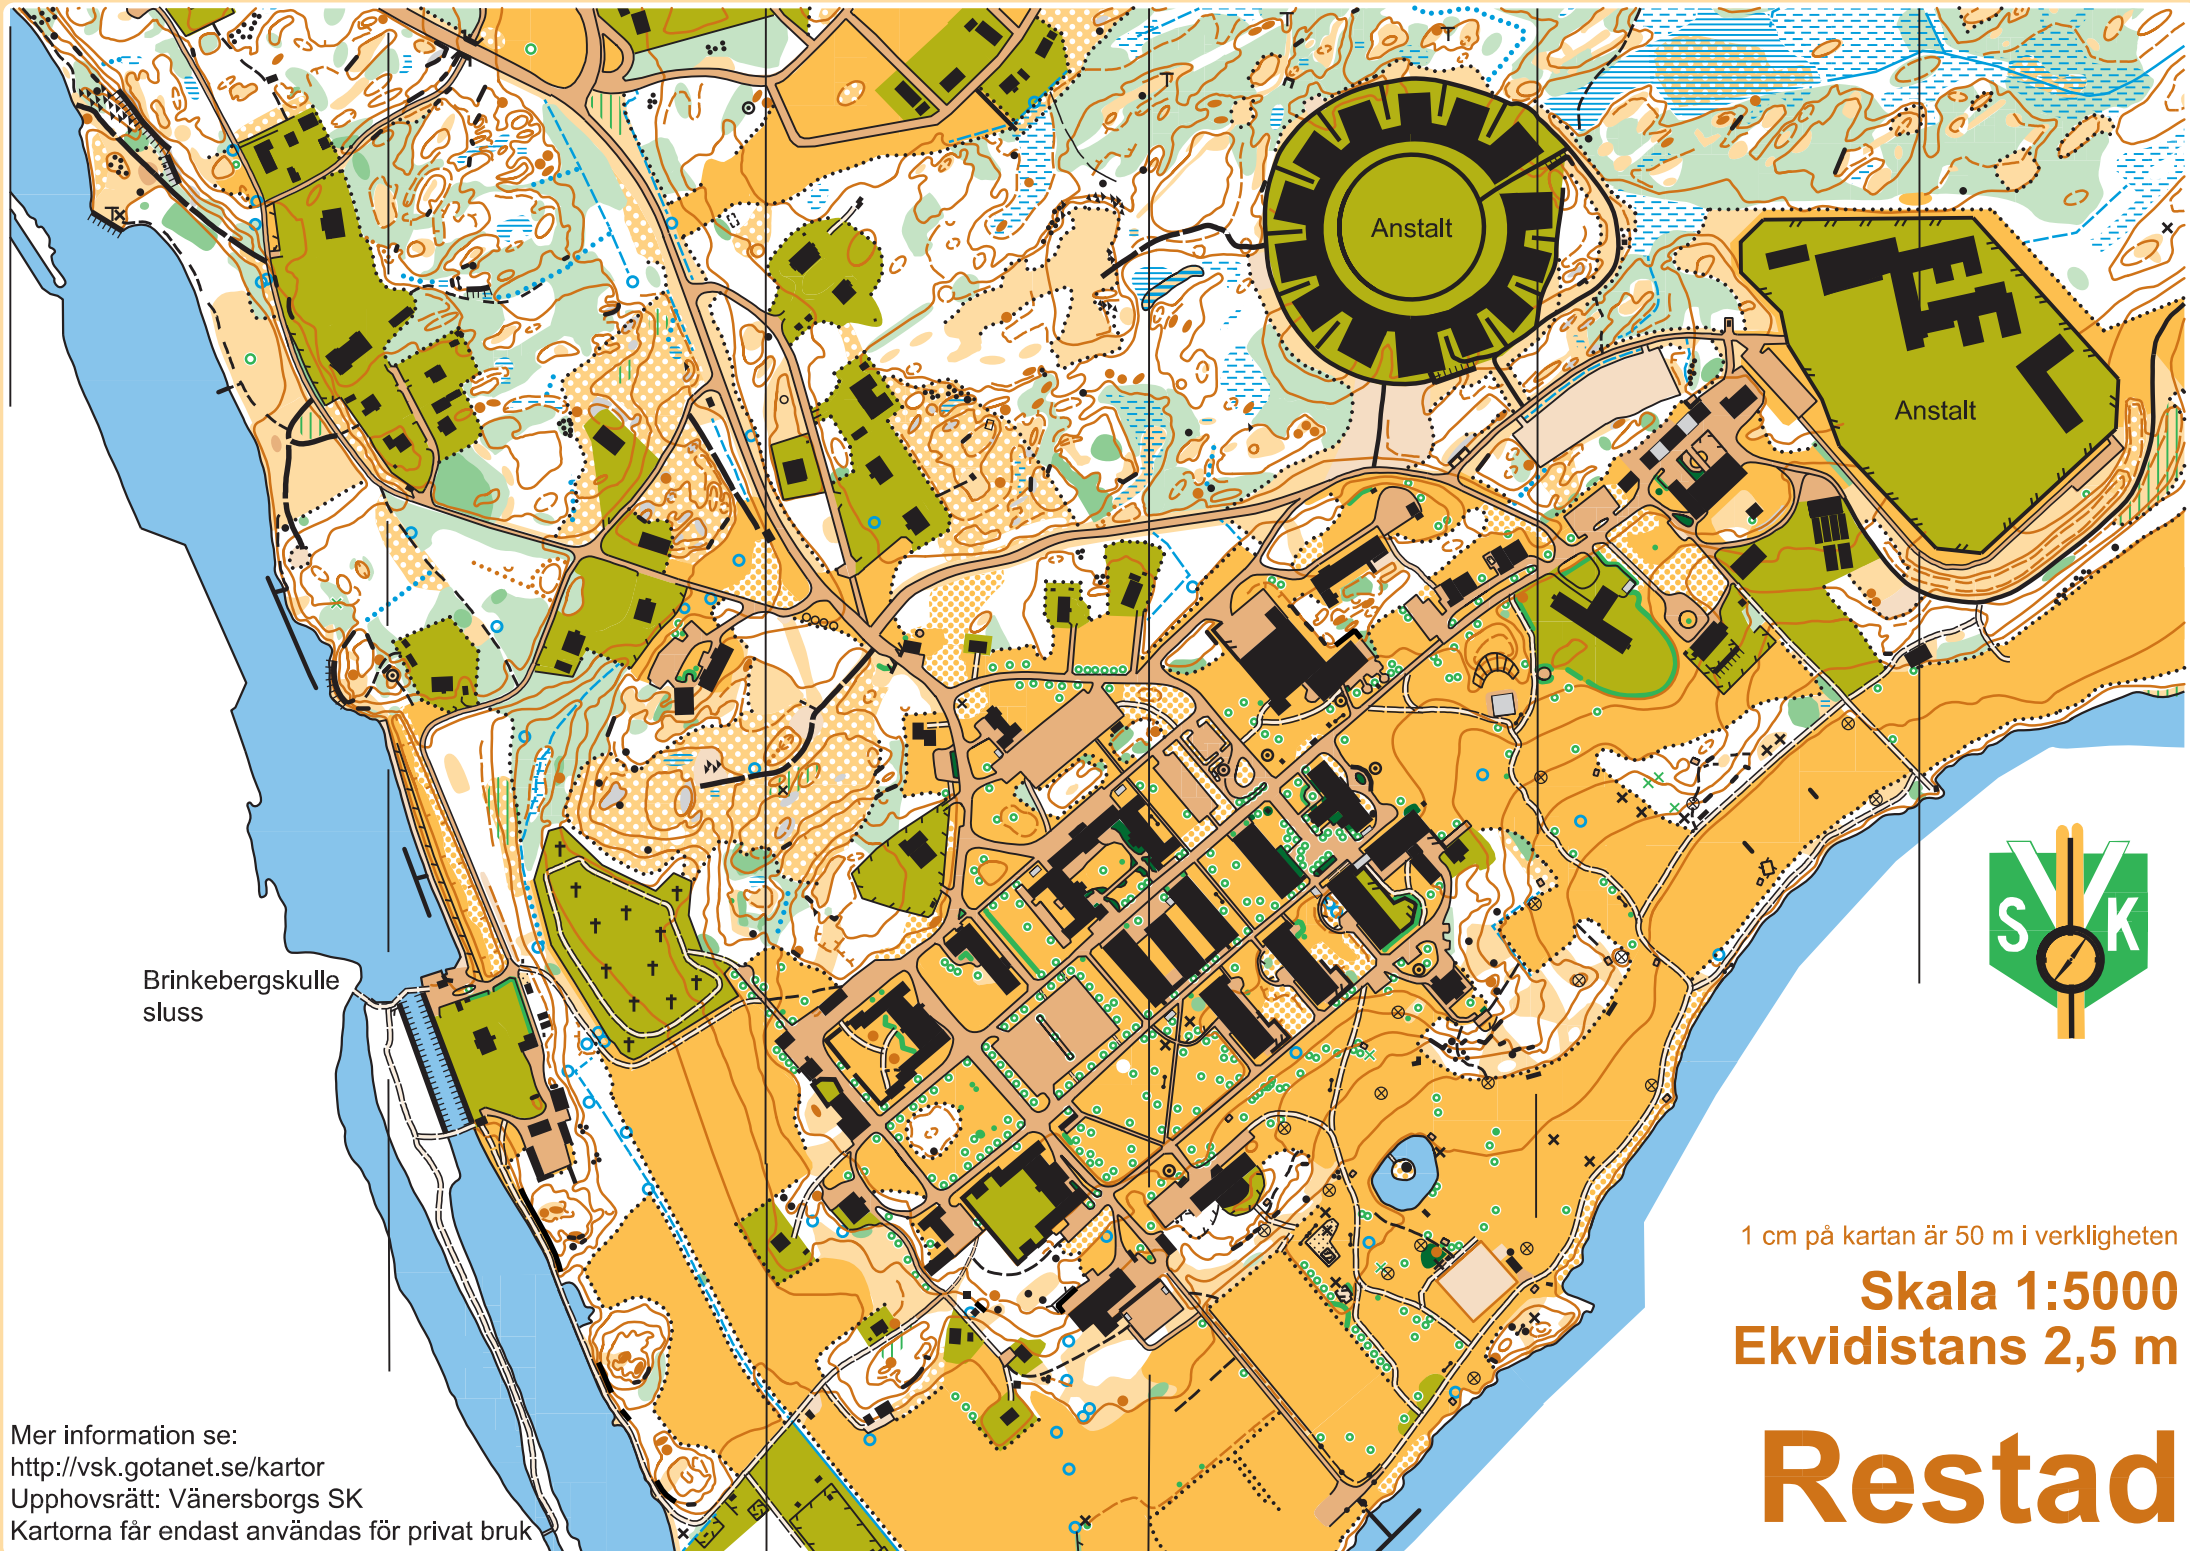 Anstalt
Anstalt
Brinkebergskulle
sluss
S V K
1 cm på kartan är 50 m i verkligheten
Skala 1:5000
Ekvidistans 2,5 m
Restad
Mer information se:
http://vsk.gotanet.se/kartor
Upphovsrätt: Vänersborgs SK
Kartorna får endast användas för privat bruk